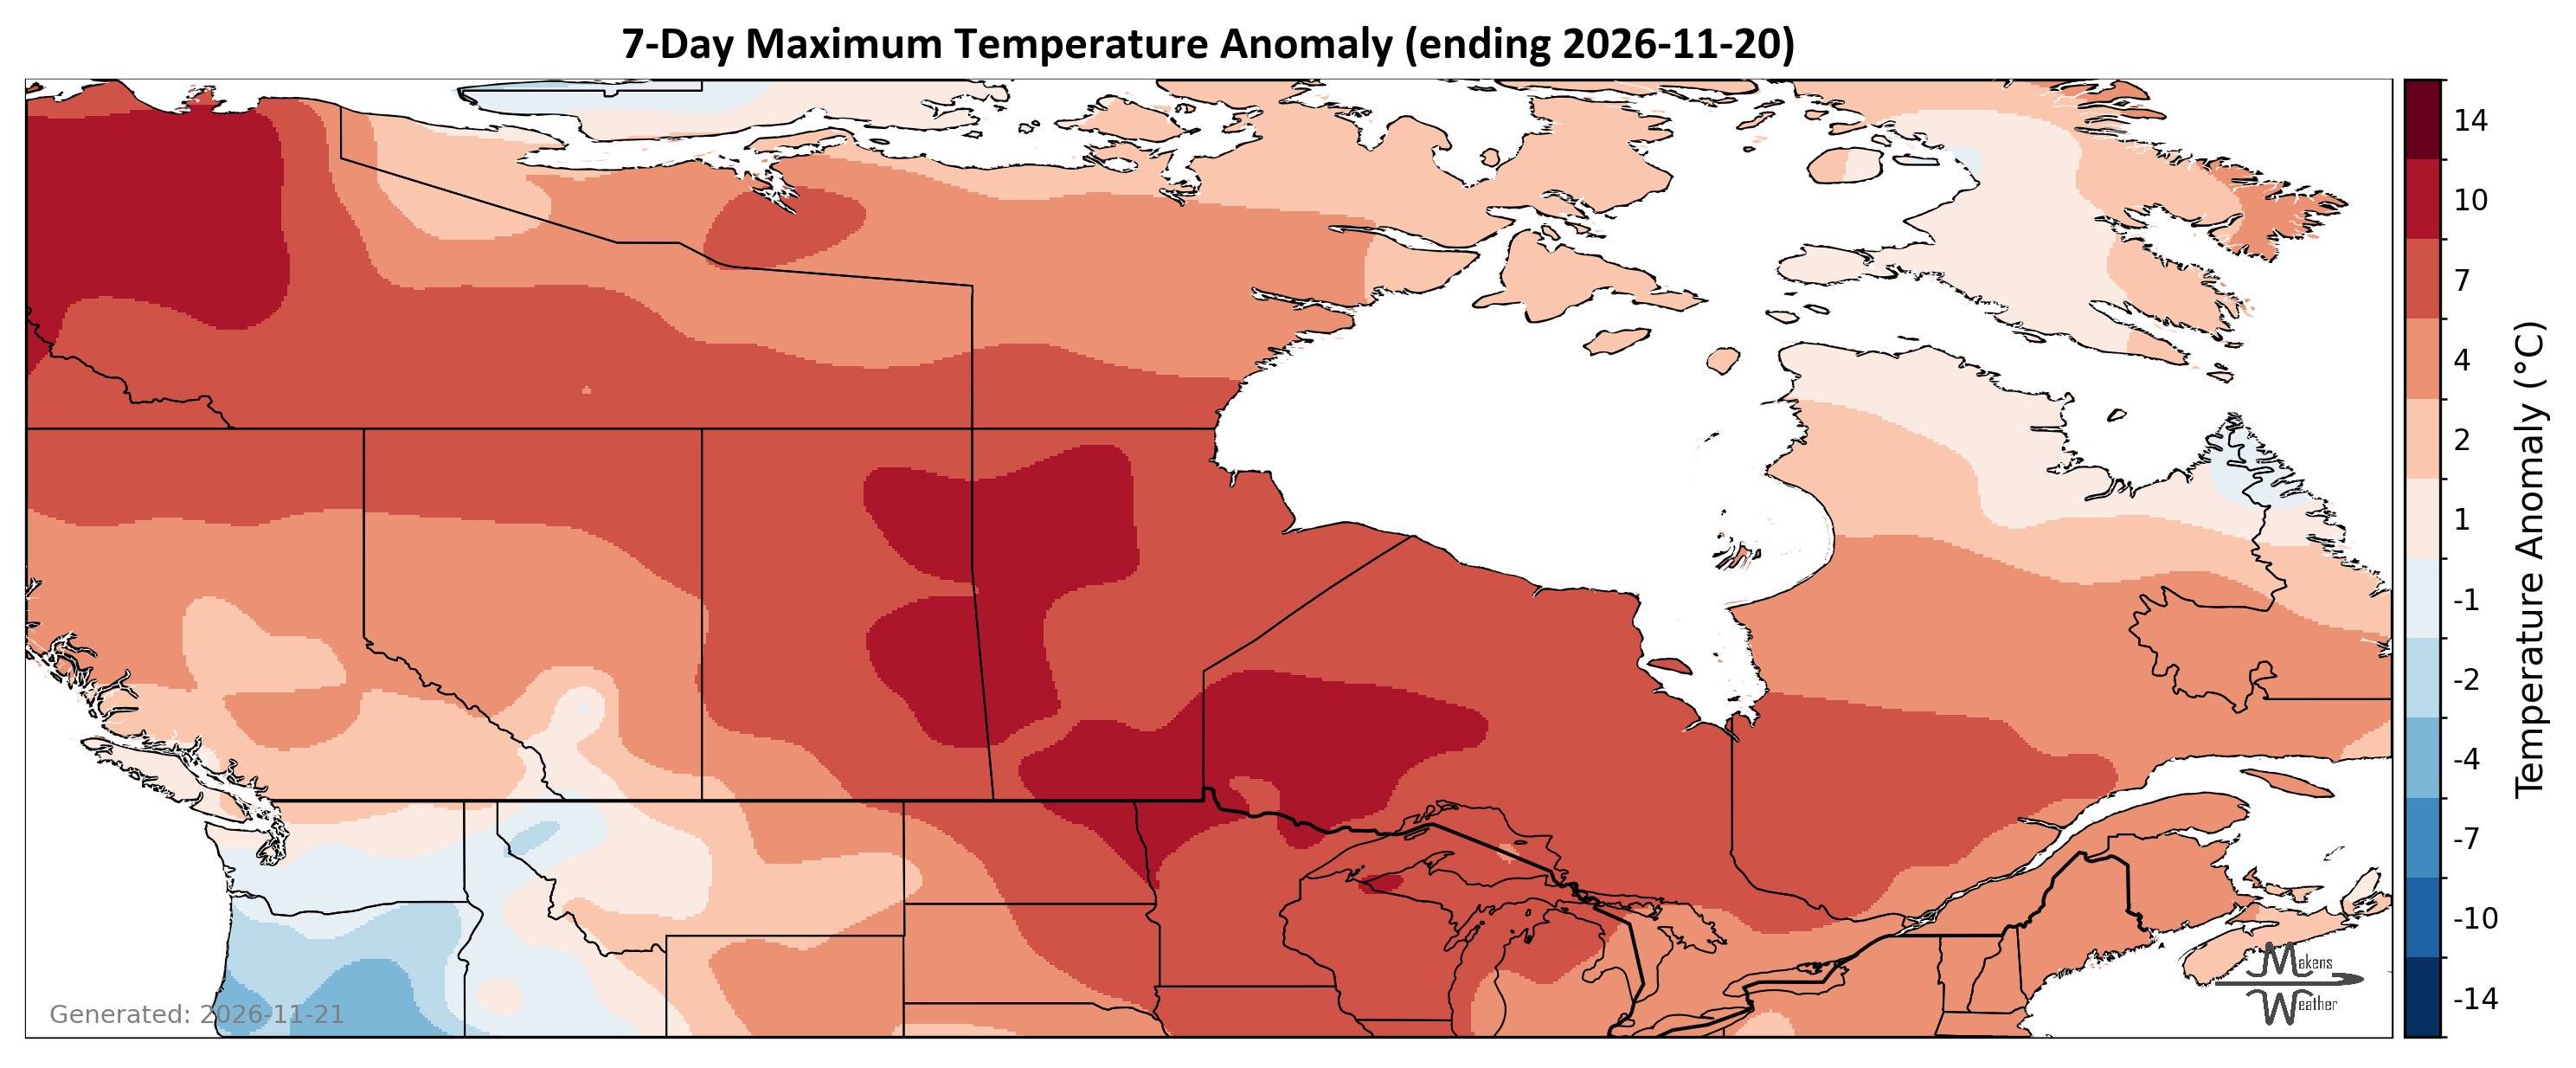 7-Day Maximum Temperature Anomaly (ending 2026-11-20)
14
10
7
4
2
1
-1
-2
-4
-7
-10
-14
Temperature Anomaly (°C)
Makens
Weather
Generated: 2026-11-21